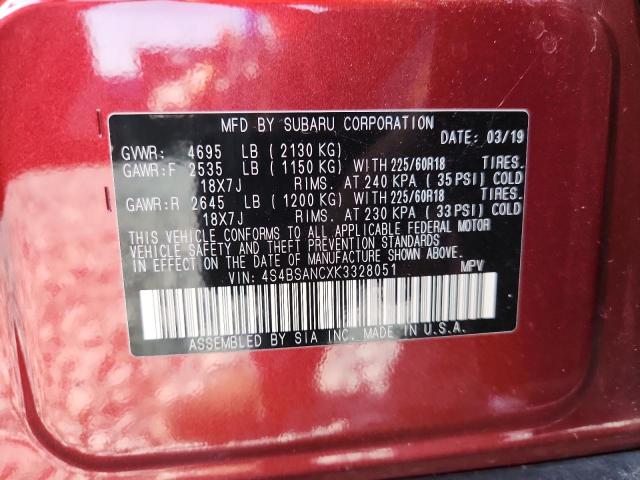 MFD BY SUBARU CORPORATION
DATE: 03/19
GVWR: 4695 LB (2130 KG)
GAWR:F 2535 LB (1150 KG) WITH 225/60R18 TIRES.
18X7J RIMS. AT 240 KPA (35 PSI) COLD
GAWR:R 2645 LB (1200 KG) WITH 225/60R18 TIRES.
18X7J RIMS. AT 230 KPA (33 PSI) COLD
THIS VEHICLE CONFORMS TO ALL APPLICABLE FEDERAL MOTOR
VEHICLE SAFETY AND THEFT PREVENTION STANDARDS
IN EFFECT ON THE DATE OF MANUFACTURE SHOWN ABOVE.
VIN: 4S4BSANCXK3328051 MPV
ASSEMBLED BY SIA INC. MADE IN U.S.A.